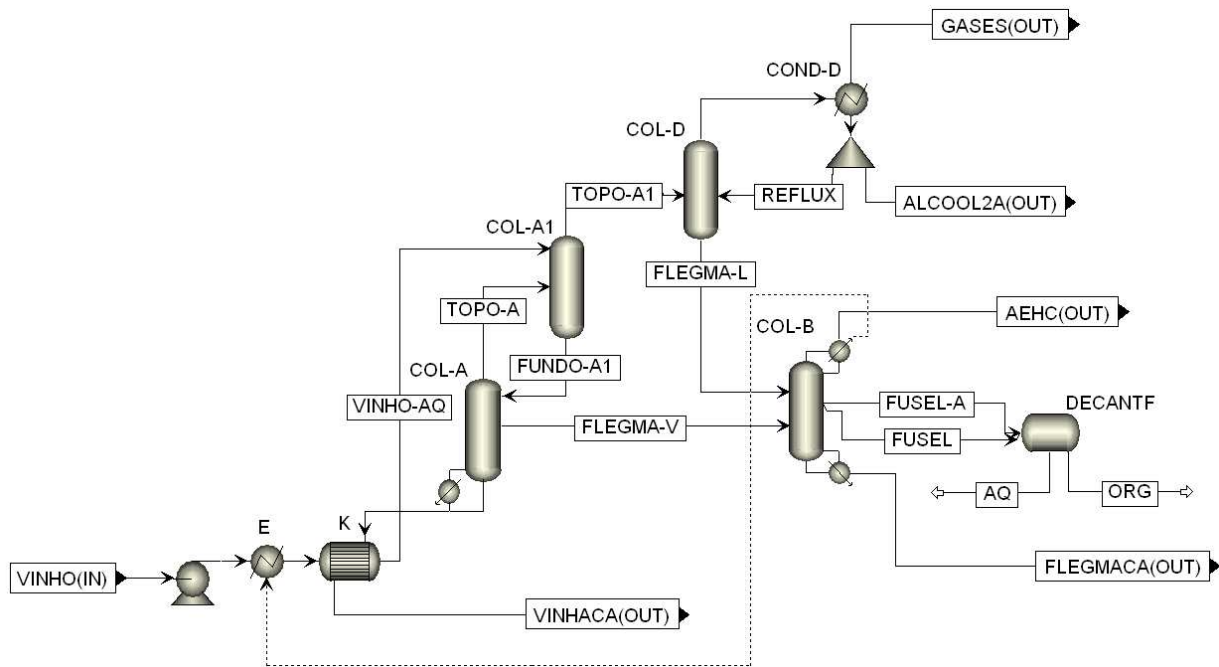 GASES(OUT)
COND-D
COL-D
TOPO-A1
REFLUX
ALCOOL2A(OUT)
COL-A1
FLEGMA-L
TOPO-A
AEHC(OUT)
COL-B
FUNDO-A1
COL-A
VINHO-AQ
FUSEL-A
DECANTF
FLEGMA-V
FUSEL
AQ
ORG
E
K
VINHO(IN)
FLEGMACA(OUT)
VINHACA(OUT)